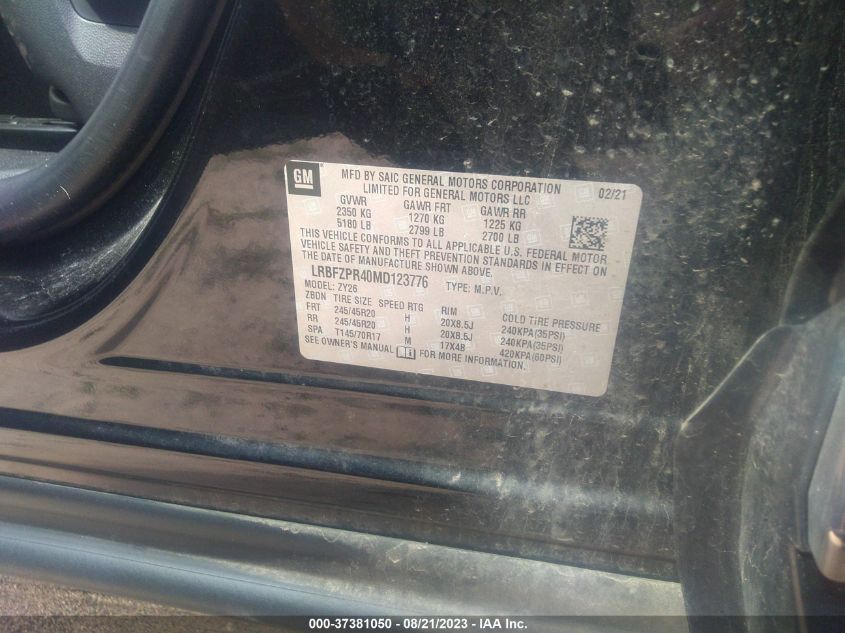 GM
MFD BY SAIC GENERAL MOTORS CORPORATION
LIMITED FOR GENERAL MOTORS LLC
02/21
GVWR GAWR FRT GAWR RR
2350 KG 1270 KG 1225 KG
5180 LB 2799 LB 2700 LB
THIS VEHICLE CONFORMS TO ALL APPLICABLE U.S. FEDERAL MOTOR
VEHICLE SAFETY AND THEFT PREVENTION STANDARDS IN EFFECT ON
THE DATE OF MANUFACTURE SHOWN ABOVE.
LRBFZPR40MD123776 TYPE: M.P.V.
MODEL: ZY26
ZBDN TIRE SIZE SPEED RTG RIM COLD TIRE PRESSURE
FRT 245/45R20 H 20X8.5J 240KPA(35PSI)
RR 245/45R20 H 20X8.5J 240KPA(35PSI)
SPA T145/70R17 M 17X4B 420KPA(60PSI)
SEE OWNER'S MANUAL FOR MORE INFORMATION.
000-37381050 - 08/21/2023 - IAA Inc.